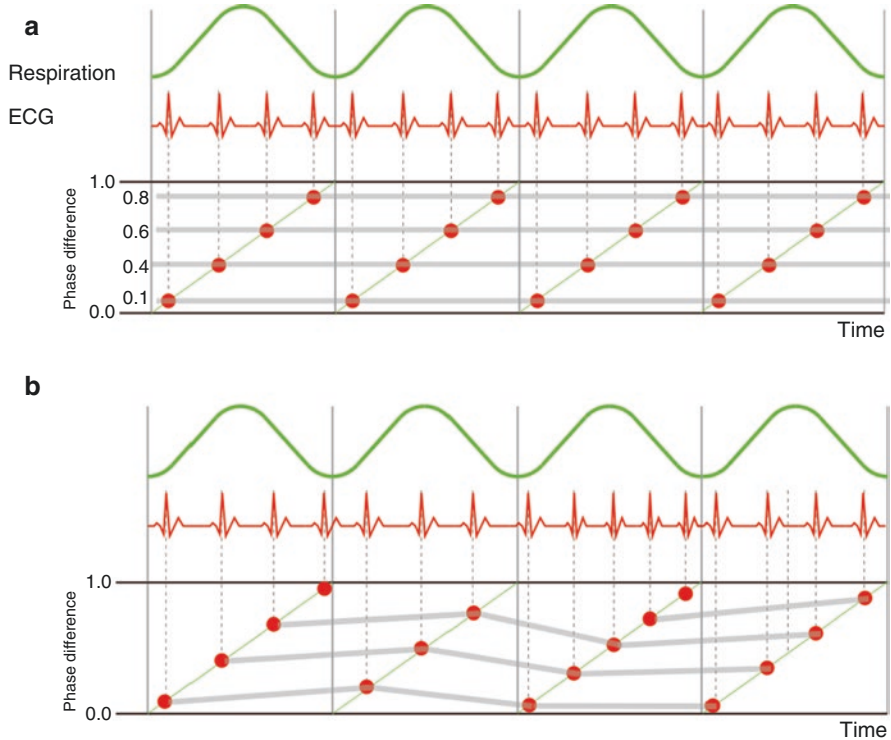 a
Respiration
ECG
Phase difference
1.0
0.8
0.6
0.4
0.1
0.0
Time
b
Phase difference
1.0
0.0
Time